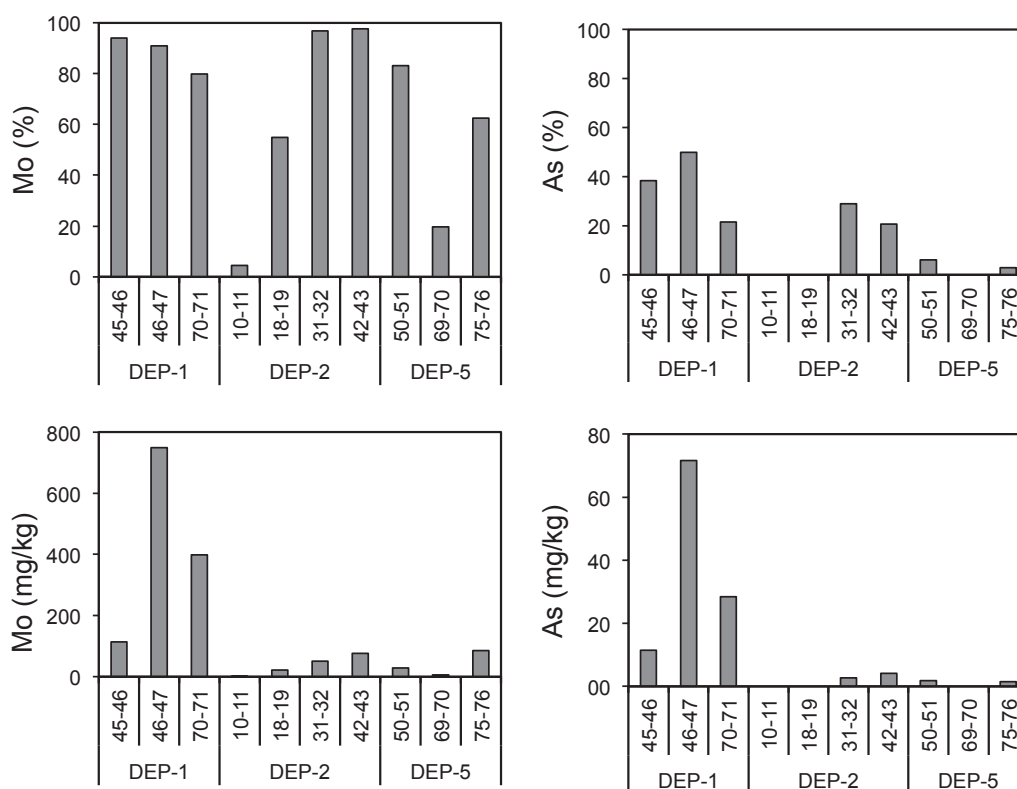 Mo (%)
100
80
60
40
20
0
45-46 46-47 70-71 10-11 18-19 31-32 42-43 50-51 69-70 75-76
DEP-1 DEP-2 DEP-5
As (%)
100
80
60
40
20
0
45-46 46-47 70-71 10-11 18-19 31-32 42-43 50-51 69-70 75-76
DEP-1 DEP-2 DEP-5
Mo (mg/kg)
800
600
400
200
0
45-46 46-47 70-71 10-11 18-19 31-32 42-43 50-51 69-70 75-76
DEP-1 DEP-2 DEP-5
As (mg/kg)
80
60
40
20
00
45-46 46-47 70-71 10-11 18-19 31-32 42-43 50-51 69-70 75-76
DEP-1 DEP-2 DEP-5